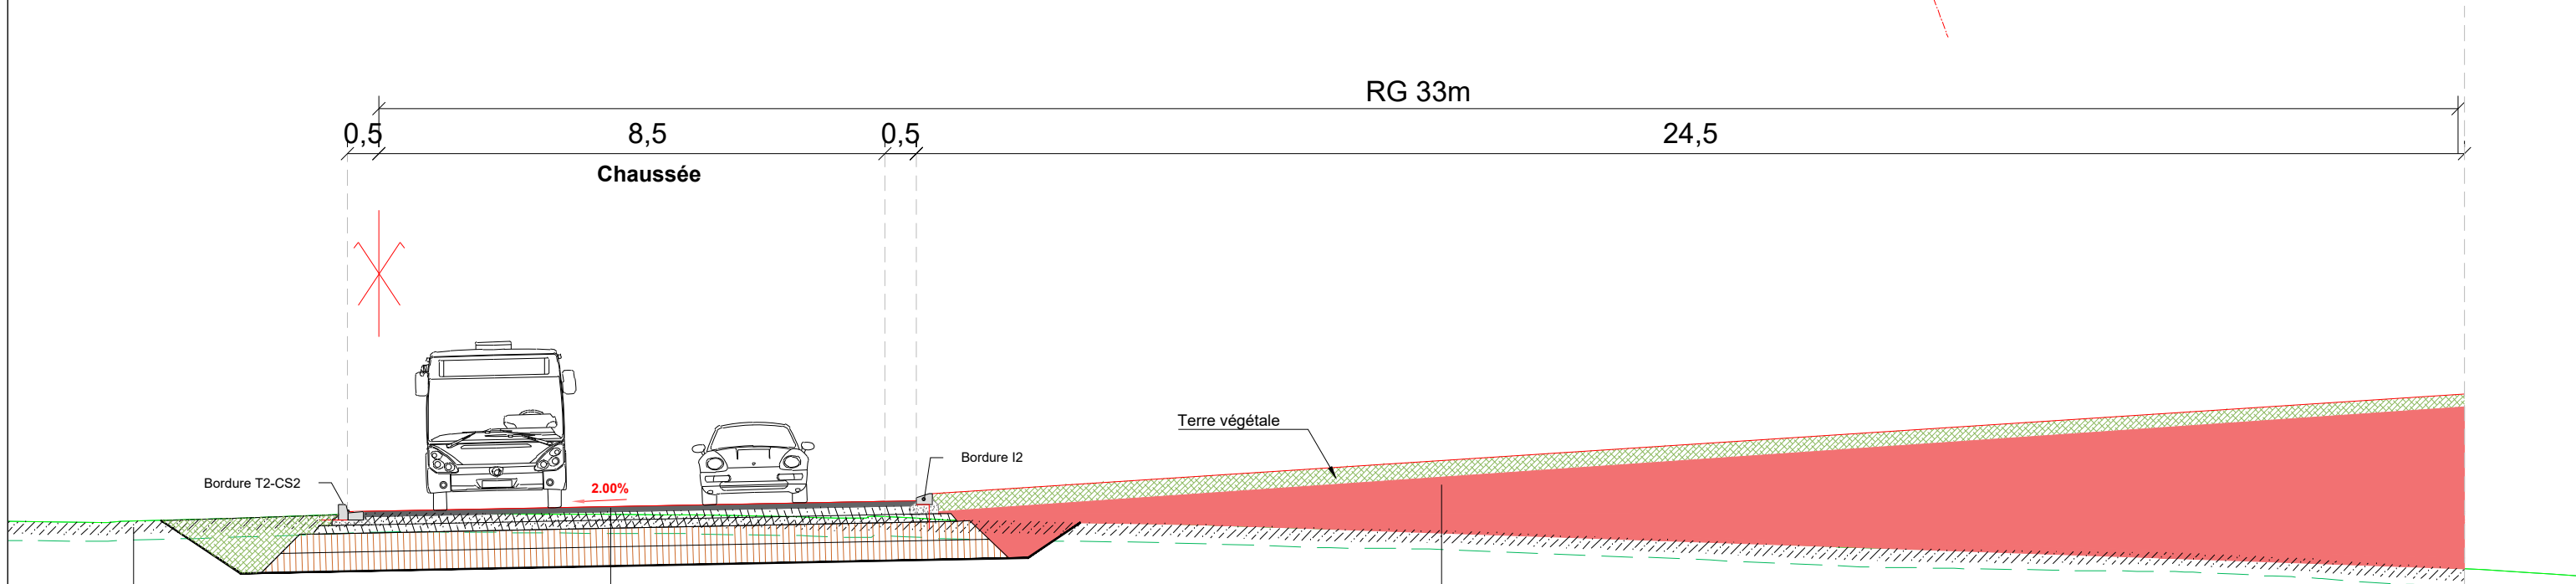 RG 33m
0,5 8,5 0,5 24,5
Chaussée
Terre végétale
Bordure I2
Bordure T2-CS2
2.00%